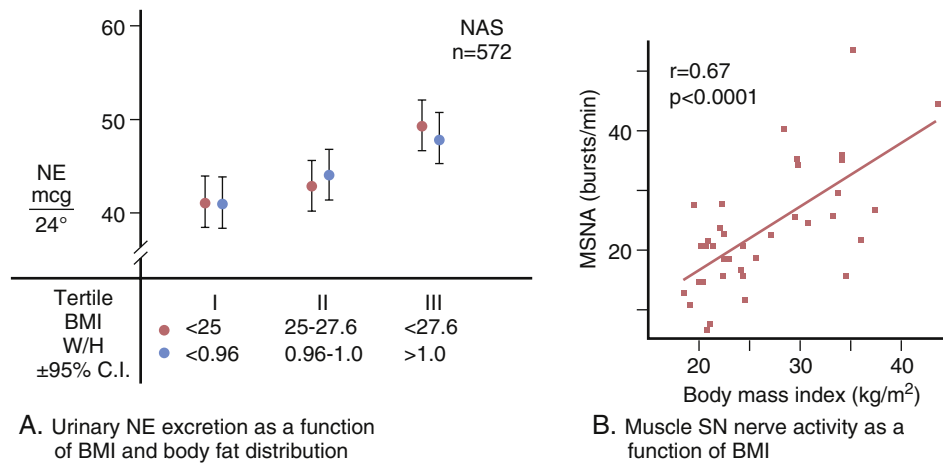 60
NAS
n=572
50
NE
mcg
24°
40
Tertile I II III
BMI <25 25-27.6 <27.6
W/H <0.96 0.96-1.0 >1.0
±95% C.I.
A. Urinary NE excretion as a function
of BMI and body fat distribution
r=0.67
p<0.0001
MSNA (bursts/min)
40
20
20 30 40
Body mass index (kg/m²)
B. Muscle SN nerve activity as a
function of BMI